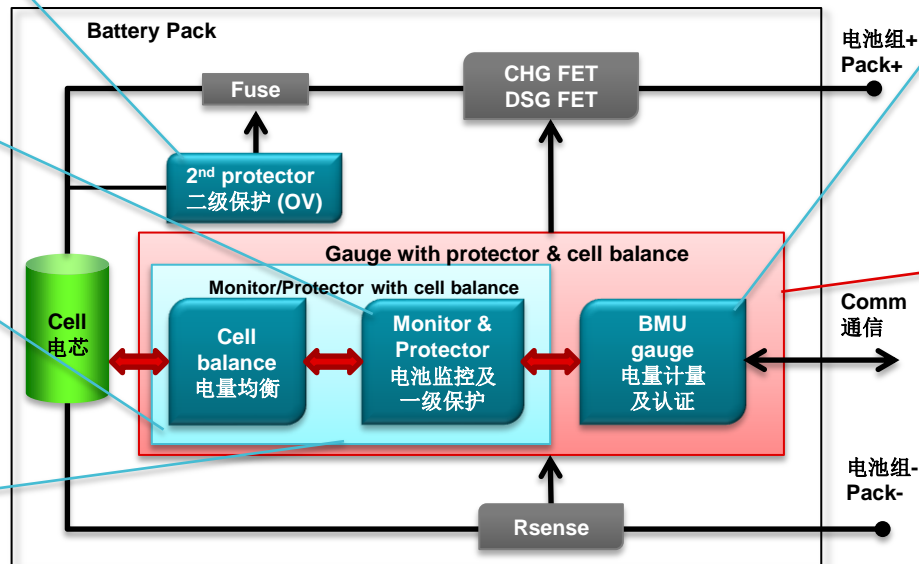 Battery Pack
电池组+
Pack+
CHG FET
DSG FET
Fuse
2nd protector
二级保护 (OV)
Gauge with protector & cell balance
Monitor/Protector with cell balance
Cell
电芯
Cell
balance
电量均衡
Monitor &
Protector
电池监控及
一级保护
BMU
gauge
电量计量
及认证
Comm
通信
电池组-
Pack-
Rsense